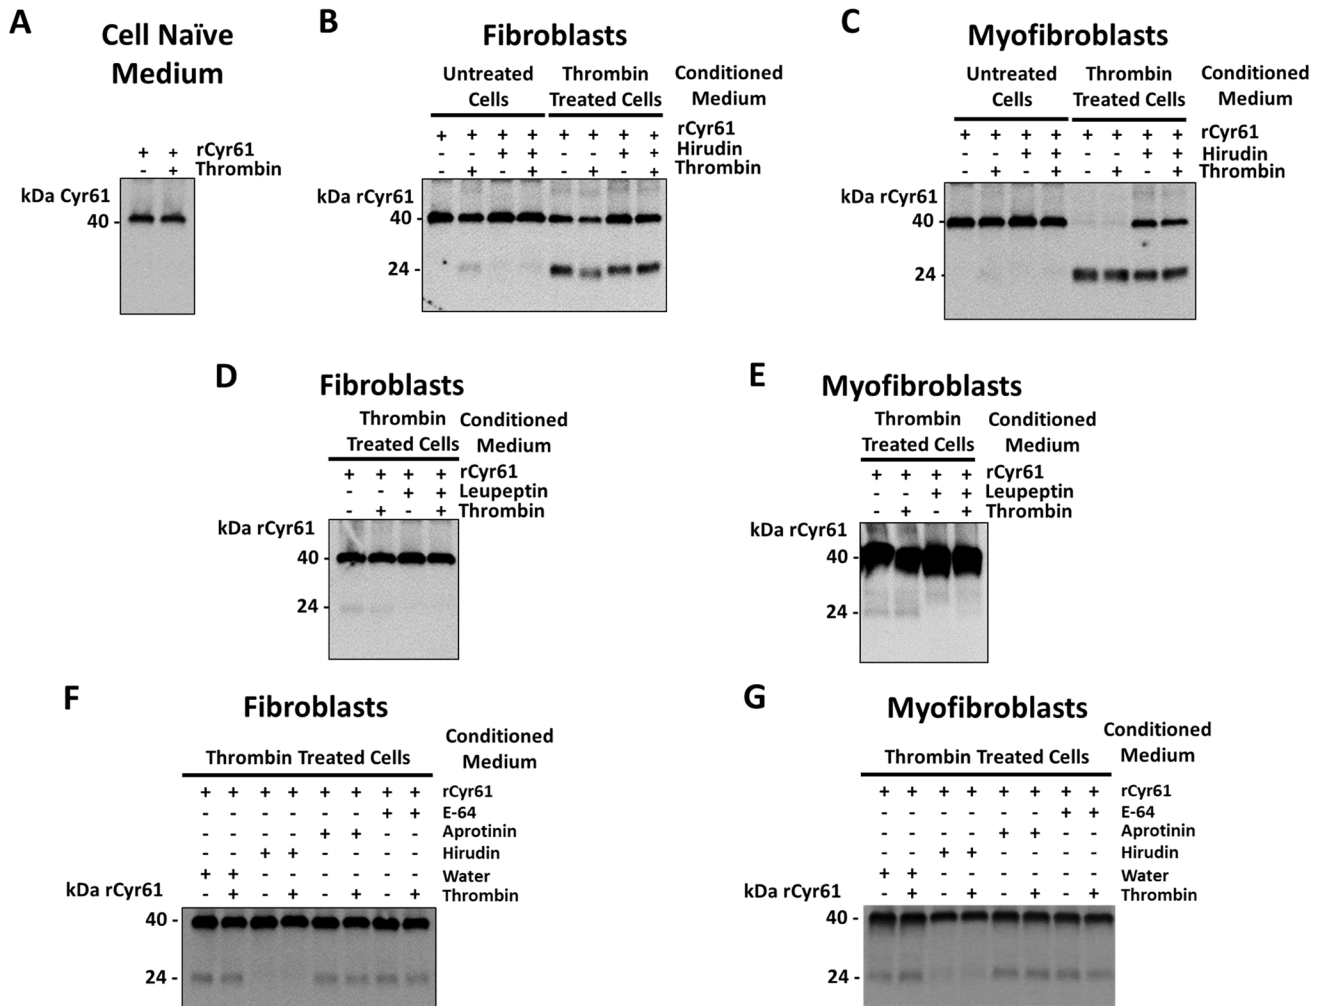 A
Cell Naïve
Medium
+ + rCyr61
- + Thrombin
kDa Cyr61
40 -
B
Fibroblasts
Untreated Cells
Thrombin Treated Cells
Conditioned Medium
+ + + + + + + + rCyr61
- - + + - - + + Hirudin
- + - + - + - + Thrombin
kDa rCyr61
40 -
24 -
C
Myofibroblasts
Untreated Cells
Thrombin Treated Cells
Conditioned Medium
+ + + + + + + + rCyr61
- - + + - - + + Hirudin
- + - + - + - + Thrombin
kDa rCyr61
40 -
24 -
D
Fibroblasts
Thrombin Treated Cells
Conditioned Medium
+ + + + rCyr61
- - + + Leupeptin
- + - + Thrombin
kDa rCyr61
40 -
24 -
E
Myofibroblasts
Thrombin Treated Cells
Conditioned Medium
+ + + + rCyr61
- - + + Leupeptin
- + - + Thrombin
kDa rCyr61
40 -
24 -
F
Fibroblasts
Conditioned Medium
Thrombin Treated Cells
+ + + + + + + + rCyr61
- - - - - - + + E-64
- - - - + + - - Aprotinin
- - + + - - - - Hirudin
+ + - - - - - - Water
- + - + - + - + Thrombin
kDa rCyr61
40 -
24 -
G
Myofibroblasts
Conditioned Medium
Thrombin Treated Cells
+ + + + + + + + rCyr61
- - - - - - + + E-64
- - - - + + - - Aprotinin
- - + + - - - - Hirudin
+ + - - - - - - Water
- + - + - + - + Thrombin
kDa rCyr61
40 -
24 -